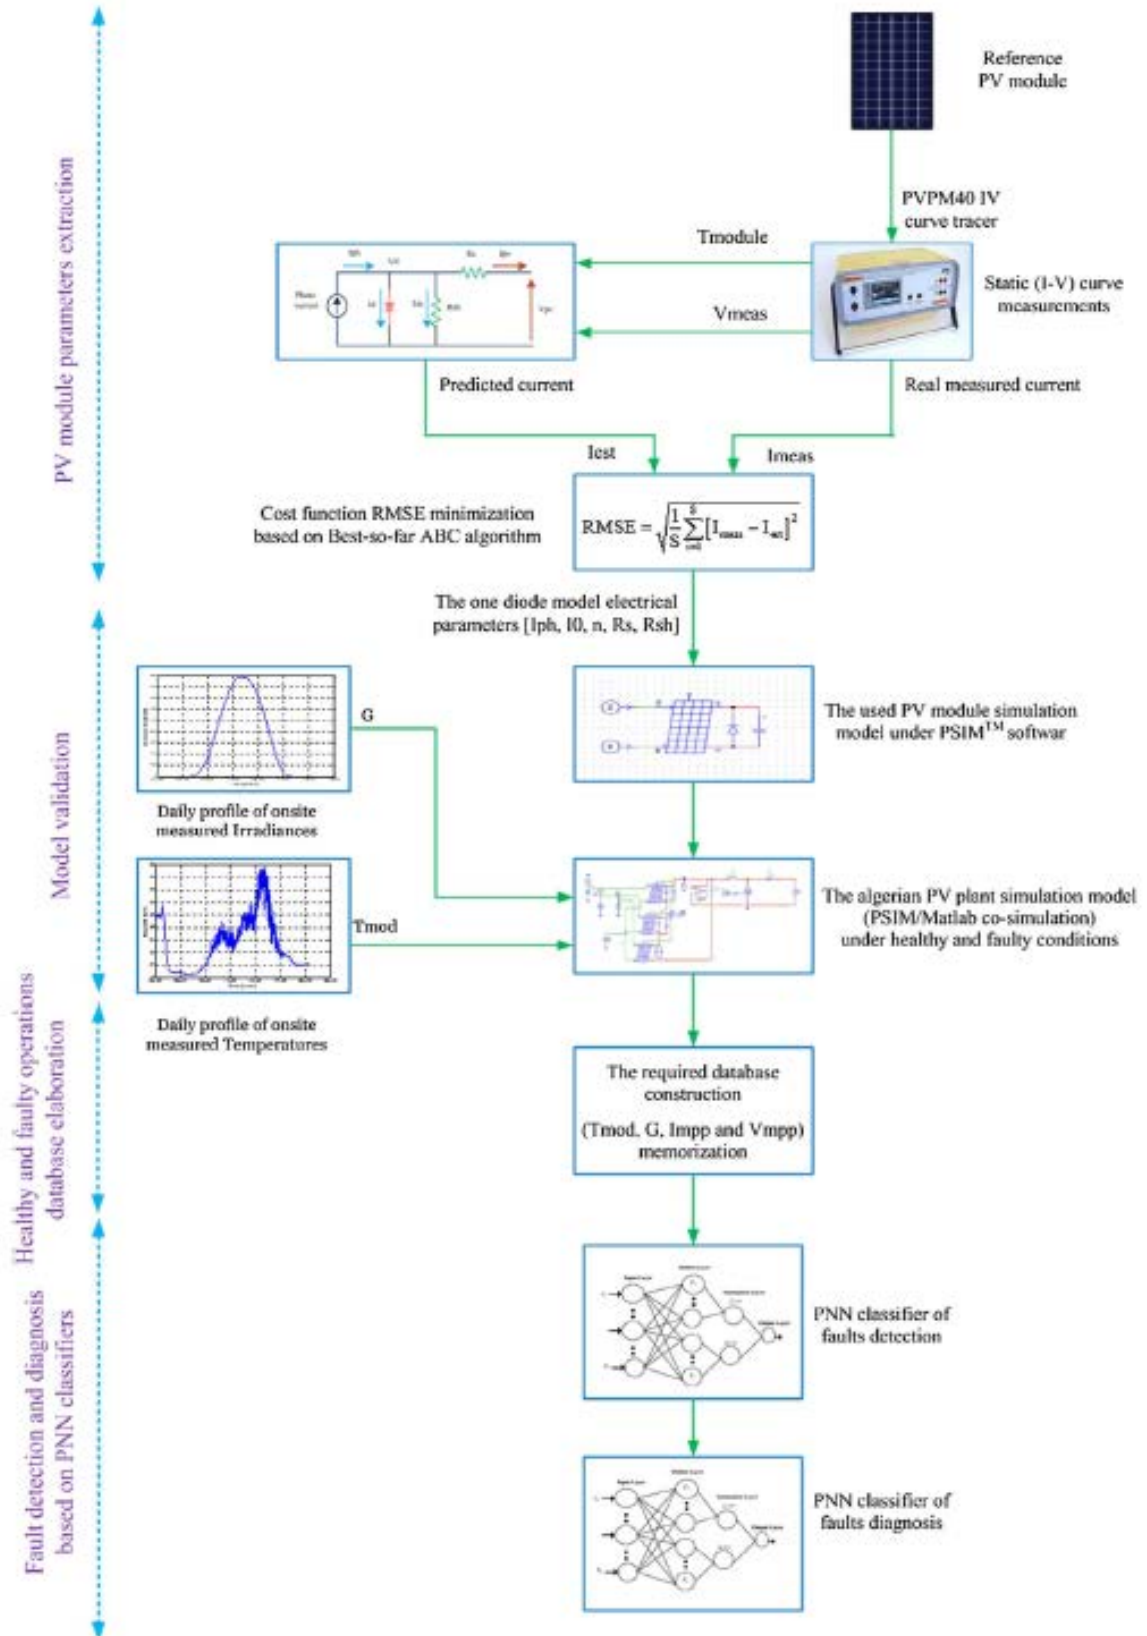 Reference
PV module
PVPM40 IV
curve tracer
Tmodule
Vmeas
Static (I-V) curve
measurements
Predicted current
Real measured current
Iest
Imeas
Cost function RMSE minimization
based on Best-so-far ABC algorithm
RMSE =
The one diode model electrical
parameters [Iph, I0, n, Rs, Rsh]
PV module parameters extraction
G
The used PV module simulation
model under PSIM™ softwar
Daily profile of onsite
measured Irradiances
Tmod
The algerian PV plant simulation model
(PSIM/Matlab co-simulation)
under healthy and faulty conditions
Daily profile of onsite
measured Temperatures
Model validation
The required database
construction
(Tmod, G, Impp and Vmpp)
memorization
Healthy and faulty operations
database elaboration
PNN classifier of
faults detection
PNN classifier of
faults diagnosis
Fault detection and diagnosis
based on PNN classifiers